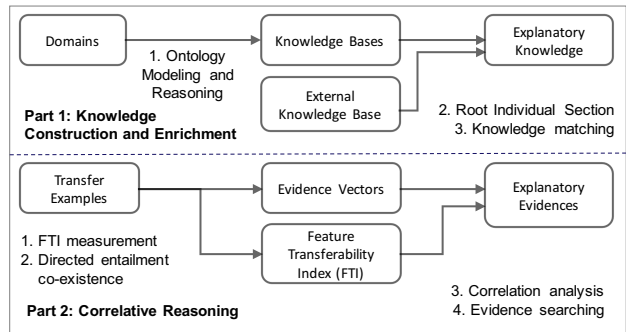 Domains
Knowledge Bases
Explanatory
Knowledge
1. Ontology
Modeling and
Reasoning
External
Knowledge Base
Part 1: Knowledge
Construction and Enrichment
2. Root Individual Section
3. Knowledge matching
Transfer
Examples
Evidence Vectors
Explanatory
Evidences
1. FTI measurement
2. Directed entailment
co-existence
Feature
Transferability
Index (FTI)
3. Correlation analysis
4. Evidence searching
Part 2: Correlative Reasoning